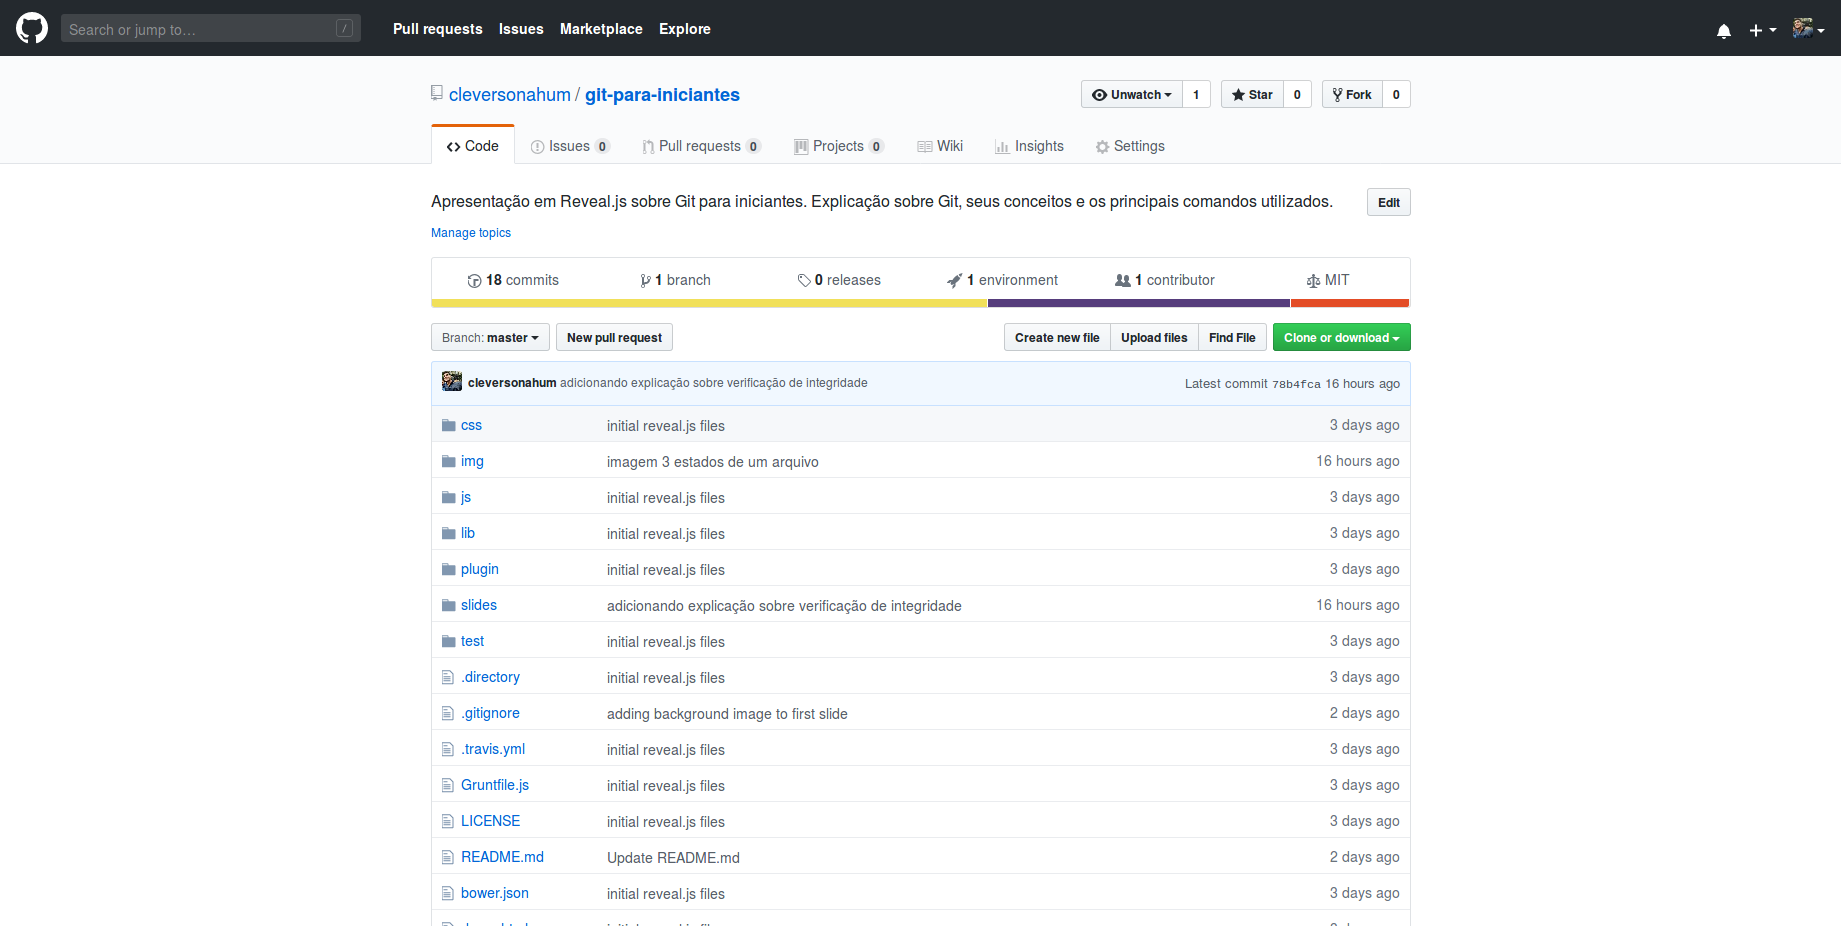 Search or jump to… /
Pull requests Issues Marketplace Explore
cleversonahum / git-para-iniciantes
Unwatch 1 Star 0 Fork 0
Code Issues 0 Pull requests 0 Projects 0 Wiki Insights Settings
Apresentação em Reveal.js sobre Git para iniciantes. Explicação sobre Git, seus conceitos e os principais comandos utilizados. Edit
Manage topics
18 commits 1 branch 0 releases 1 environment 1 contributor MIT
Branch: master New pull request Create new file Upload files Find File Clone or download
cleversonahum adicionando explicação sobre verificação de integridade Latest commit 78b4fca 16 hours ago
css initial reveal.js files 3 days ago
img imagem 3 estados de um arquivo 16 hours ago
js initial reveal.js files 3 days ago
lib initial reveal.js files 3 days ago
plugin initial reveal.js files 3 days ago
slides adicionando explicação sobre verificação de integridade 16 hours ago
test initial reveal.js files 3 days ago
.directory initial reveal.js files 3 days ago
.gitignore adding background image to first slide 2 days ago
.travis.yml initial reveal.js files 3 days ago
Gruntfile.js initial reveal.js files 3 days ago
LICENSE initial reveal.js files 3 days ago
README.md Update README.md 2 days ago
bower.json initial reveal.js files 3 days ago